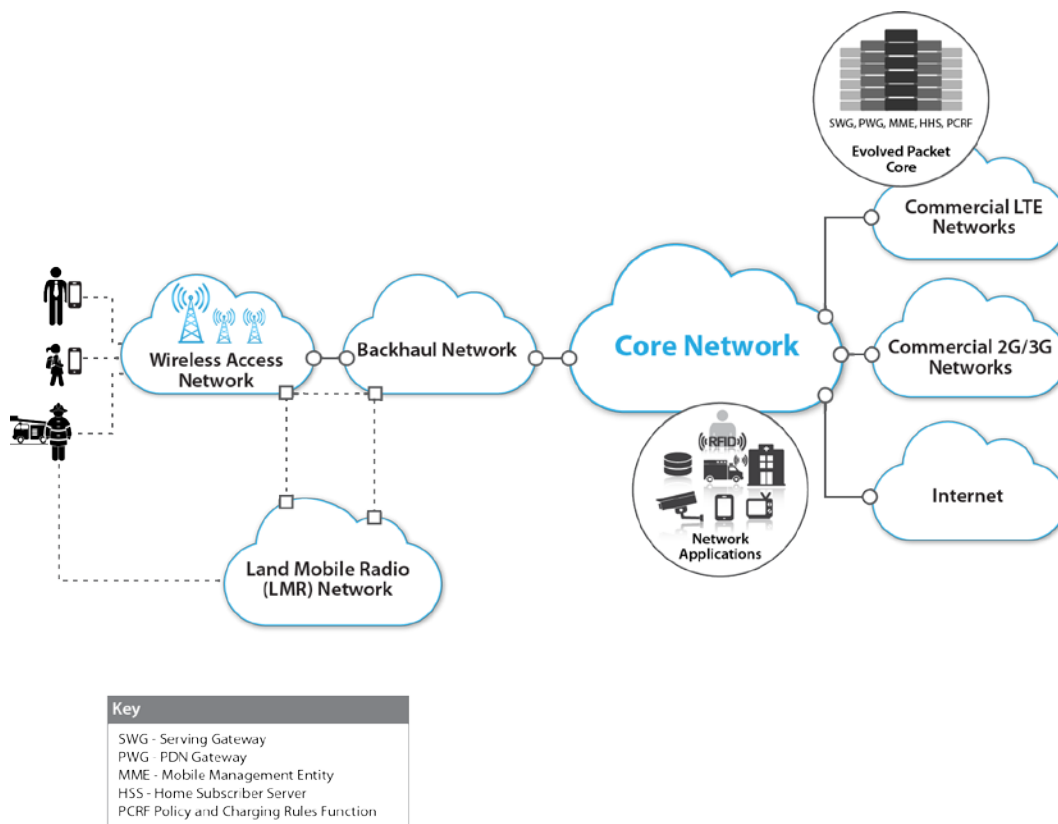 SWG, PWG, MME, HHS, PCRF
Evolved Packet
Core
Commercial LTE
Networks
Wireless Access
Network
Backhaul Network
Core Network
Commercial 2G/3G
Networks
RFID
Network
Applications
Internet
Land Mobile Radio
(LMR) Network
Key
SWG - Serving Gateway
PWG - PDN Gateway
MME - Mobile Management Entity
HSS - Home Subscriber Server
PCRF Policy and Charging Rules Function